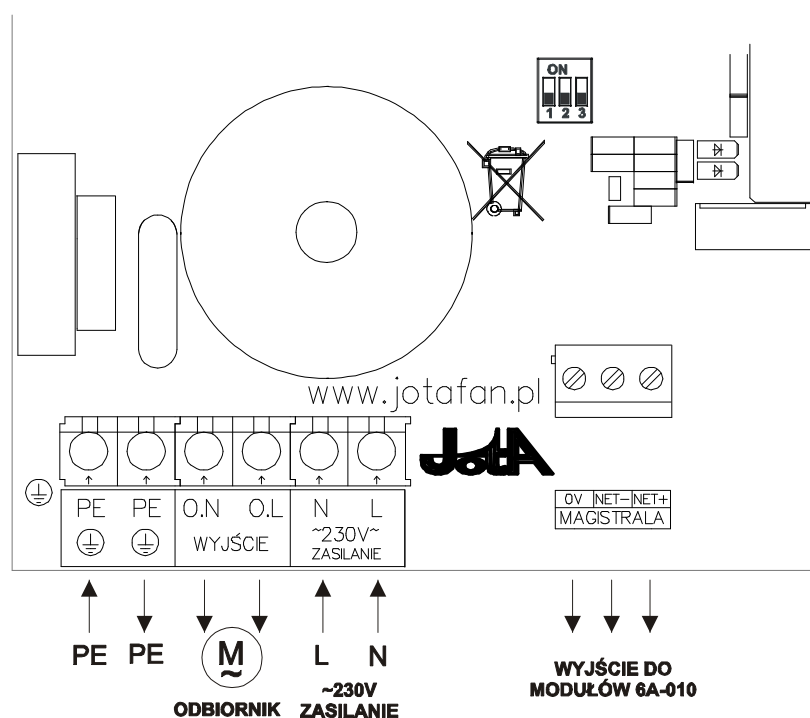 ON
1 2 3
www.jotafan.pl
JotA
PE PE O.N O.L N L
WYJŚCIE ~230V~
ZASILANIE
0V NET– NET+
MAGISTRALA
PE PE M L N
~
~230V
ODBIORNIK ZASILANIE
WYJŚCIE DO
MODUŁÓW 6A-010